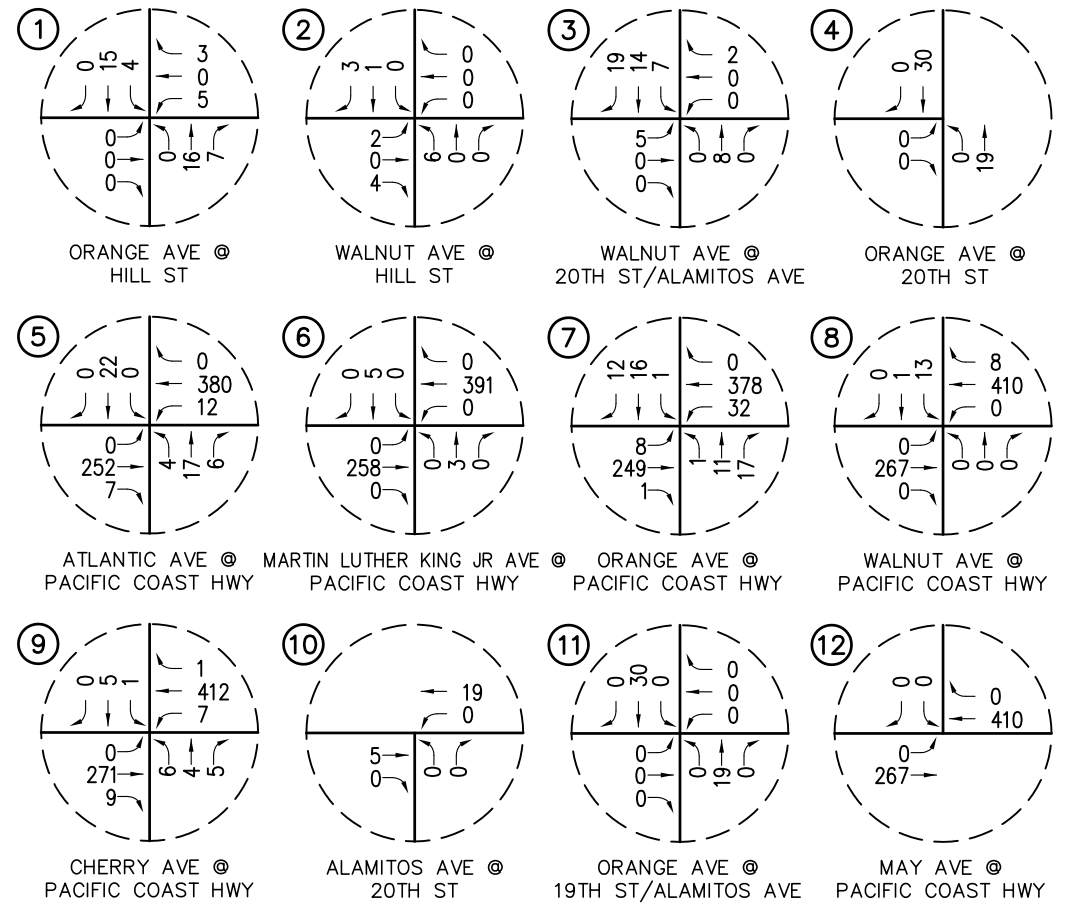 1
0 15 4
3
0
5
0
0
0
0 16 7
ORANGE AVE @
HILL ST
2
3 1 0
0
0
0
2
0
4
6 0 0
WALNUT AVE @
HILL ST
3
19 14 7
2
0
0
5
0
0
0 8 0
WALNUT AVE @
20TH ST/ALAMITOS AVE
4
0 30
0
0
0 19
ORANGE AVE @
20TH ST
5
0 22 0
0
380
12
0
252
7
4 17 6
ATLANTIC AVE @
PACIFIC COAST HWY
6
0 5 0
0
391
0
0
258
0
0 3 0
MARTIN LUTHER KING JR AVE @
PACIFIC COAST HWY
7
12 16 1
0
378
32
8
249
1
1 11 17
ORANGE AVE @
PACIFIC COAST HWY
8
0 1 13
8
410
0
0
267
0
0 0 0
WALNUT AVE @
PACIFIC COAST HWY
9
0 5 1
1
412
7
0
271
9
6 4 5
CHERRY AVE @
PACIFIC COAST HWY
10
19
0
5
0
0 0
ALAMITOS AVE @
20TH ST
11
0 30 0
0
0
0
0
0
0
0 19 0
ORANGE AVE @
19TH ST/ALAMITOS AVE
12
0 0
0
410
0
267
MAY AVE @
PACIFIC COAST HWY